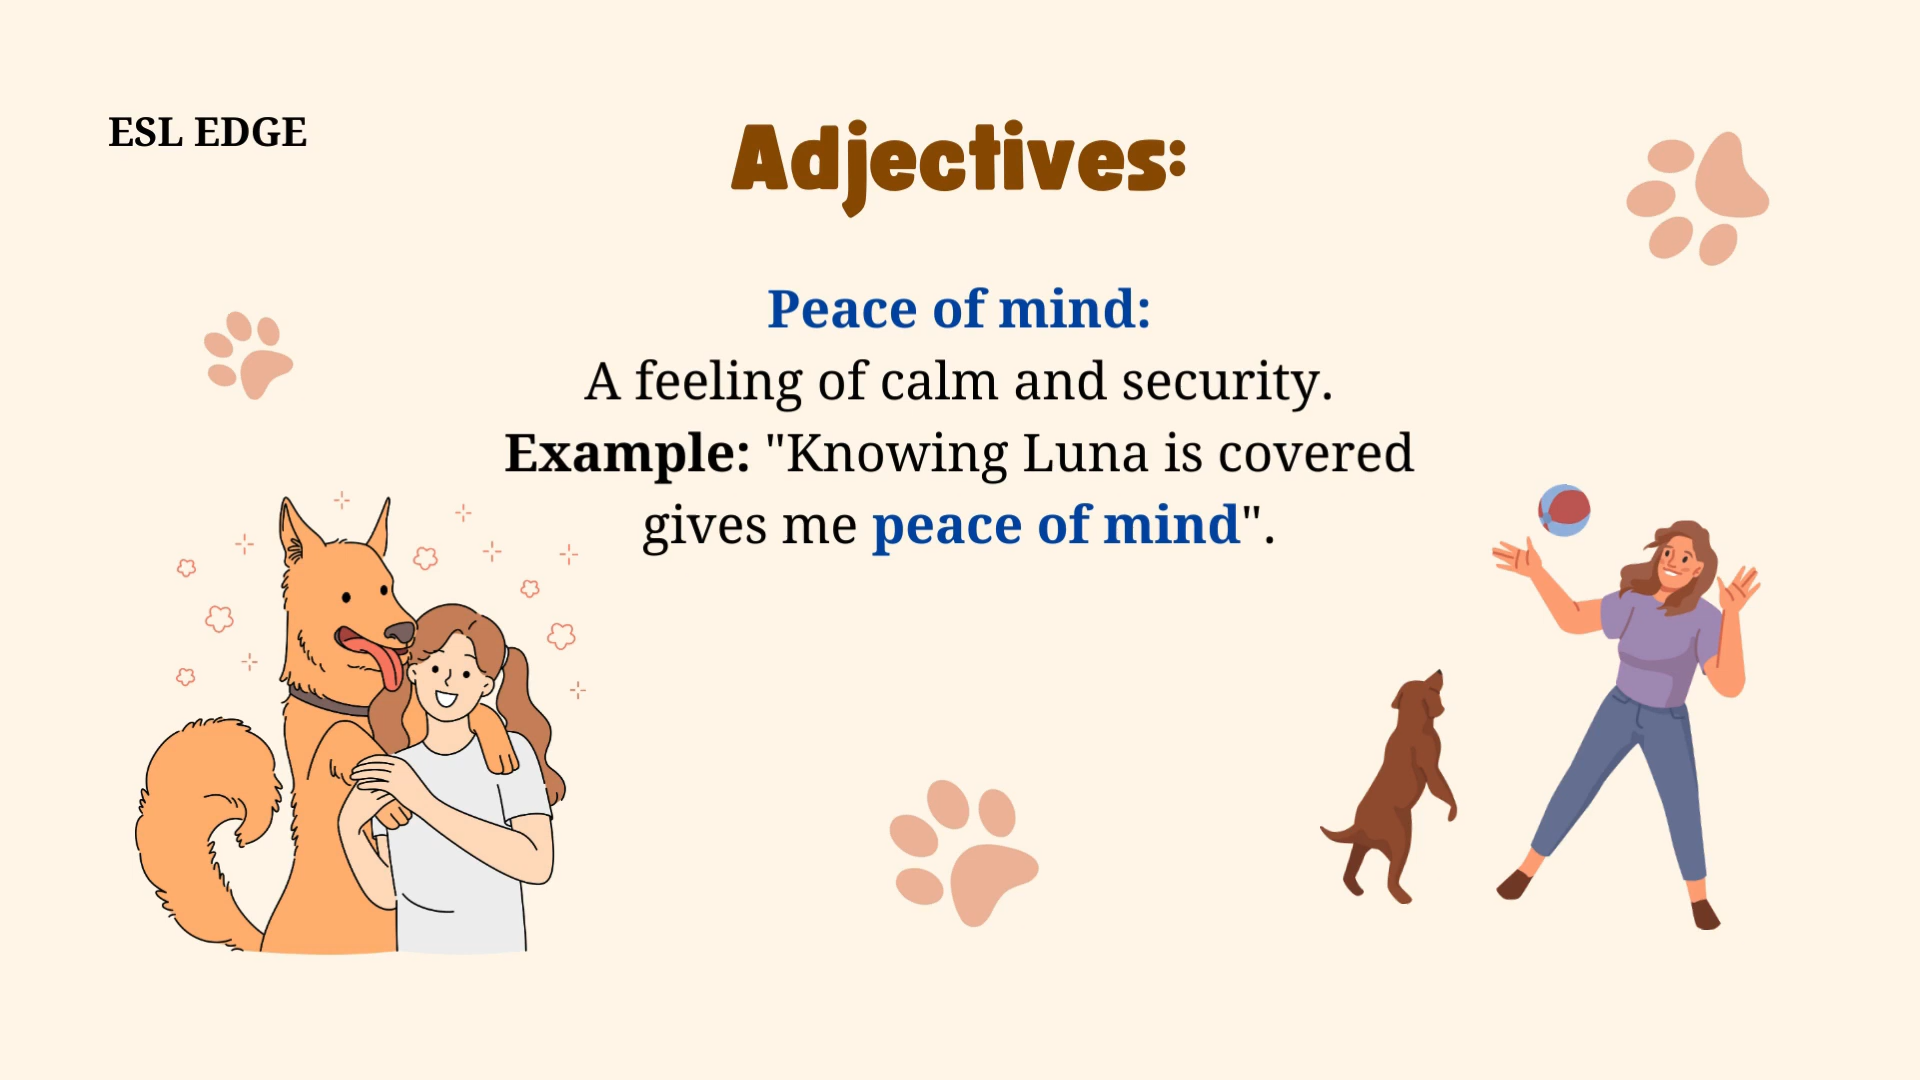 ESL EDGE
Adjectives:
Peace of mind:
A feeling of calm and security.
Example: "Knowing Luna is covered
gives me peace of mind".